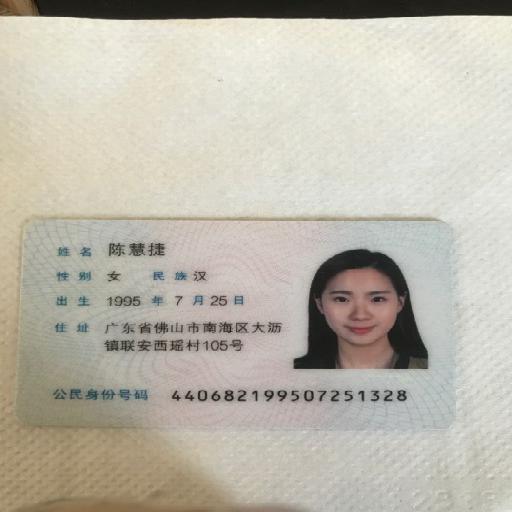 姓名 陈慧捷
性别 女 民族 汉
出生 1995 年 7 月 25 日
住址 广东省佛山市南海区大沥
镇联安西瑶村105号
公民身份号码 440682199507251328